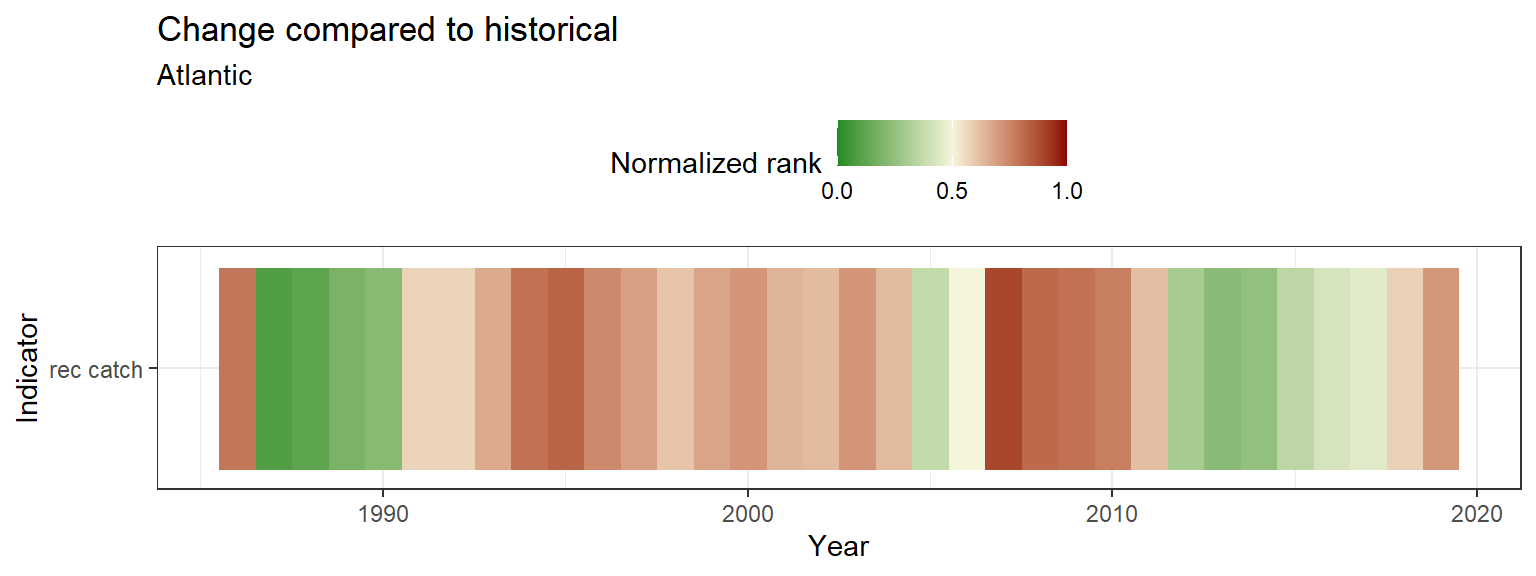 Change compared to historical
Atlantic
Normalized rank
0.0 0.5 1.0
Indicator
rec catch
1990 2000 2010 2020
Year